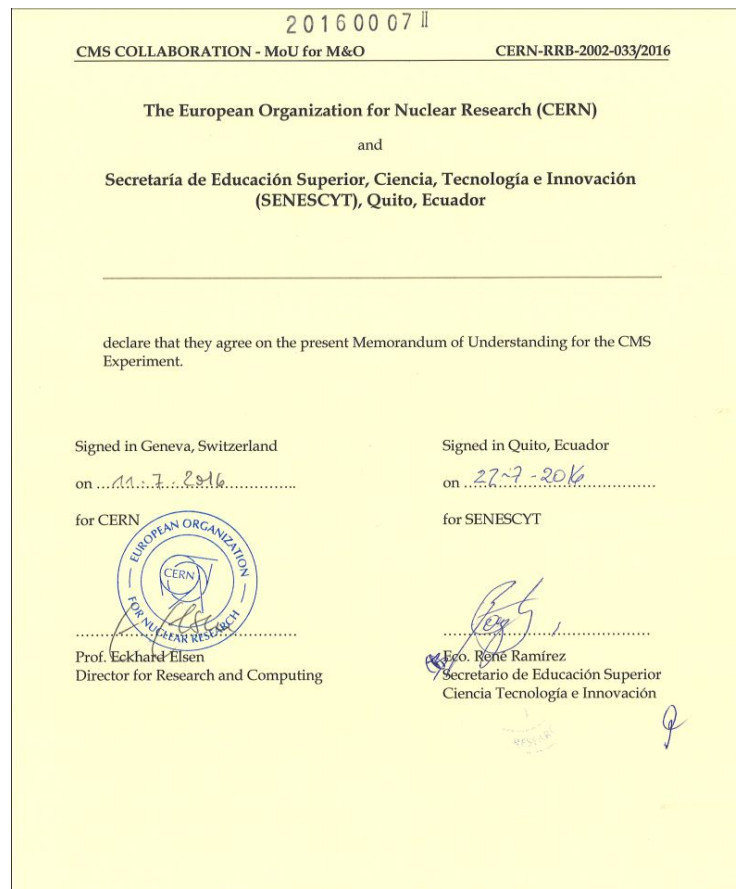 20160007 II
CMS COLLABORATION - MoU for M&O CERN-RRB-2002-033/2016
The European Organization for Nuclear Research (CERN)
and
Secretaría de Educación Superior, Ciencia, Tecnología e Innovación
(SENESCYT), Quito, Ecuador
declare that they agree on the present Memorandum of Understanding for the CMS
Experiment.
Signed in Geneva, Switzerland
on 11.7.2016
for CERN
EUROPEAN ORGANIZATION
CERN
FOR NUCLEAR RESEARCH
Prof. Eckhard Elsen
Director for Research and Computing
Signed in Quito, Ecuador
on 27-7-2016
for SENESCYT
Eco. René Ramírez
Secretario de Educación Superior
Ciencia Tecnología e Innovación